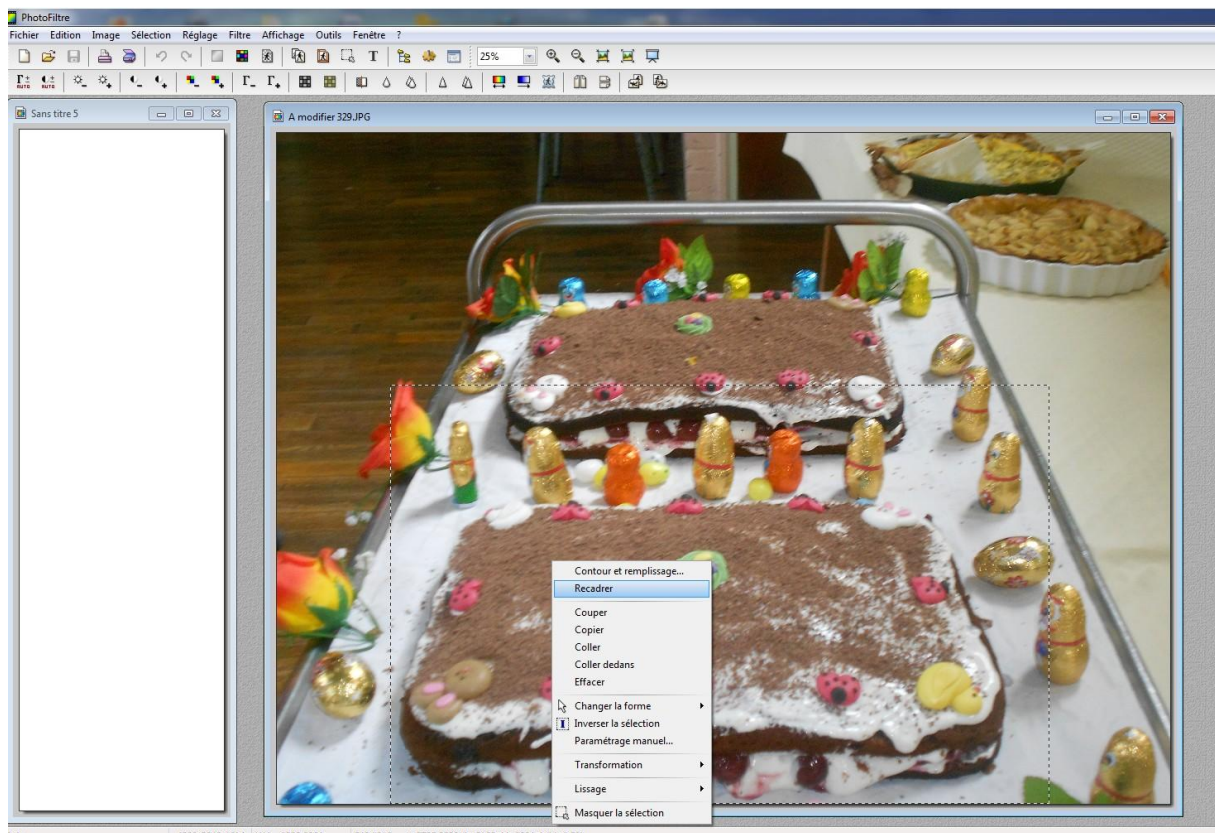 PhotoFiltre
Fichier Edition Image Sélection Réglage Filtre Affichage Outils Fenêtre ?
T 25%
AUTO AUTO
Sans titre 5
A modifier 329.JPG
Contour et remplissage...
Recadrer
Couper
Copier
Coller
Coller dedans
Effacer
Changer la forme
Inverser la sélection
Paramétrage manuel...
Transformation
Lissage
Masquer la sélection